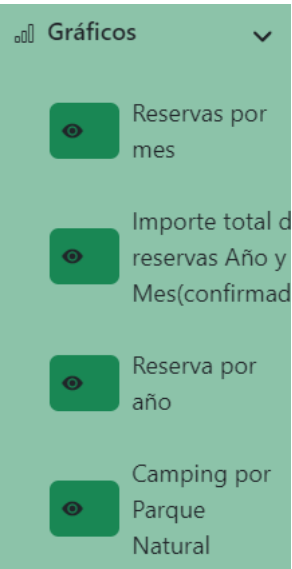 Gráficos
Reservas por
mes
Importe total d
reservas Año y
Mes(confirmad
Reserva por
año
Camping por
Parque
Natural